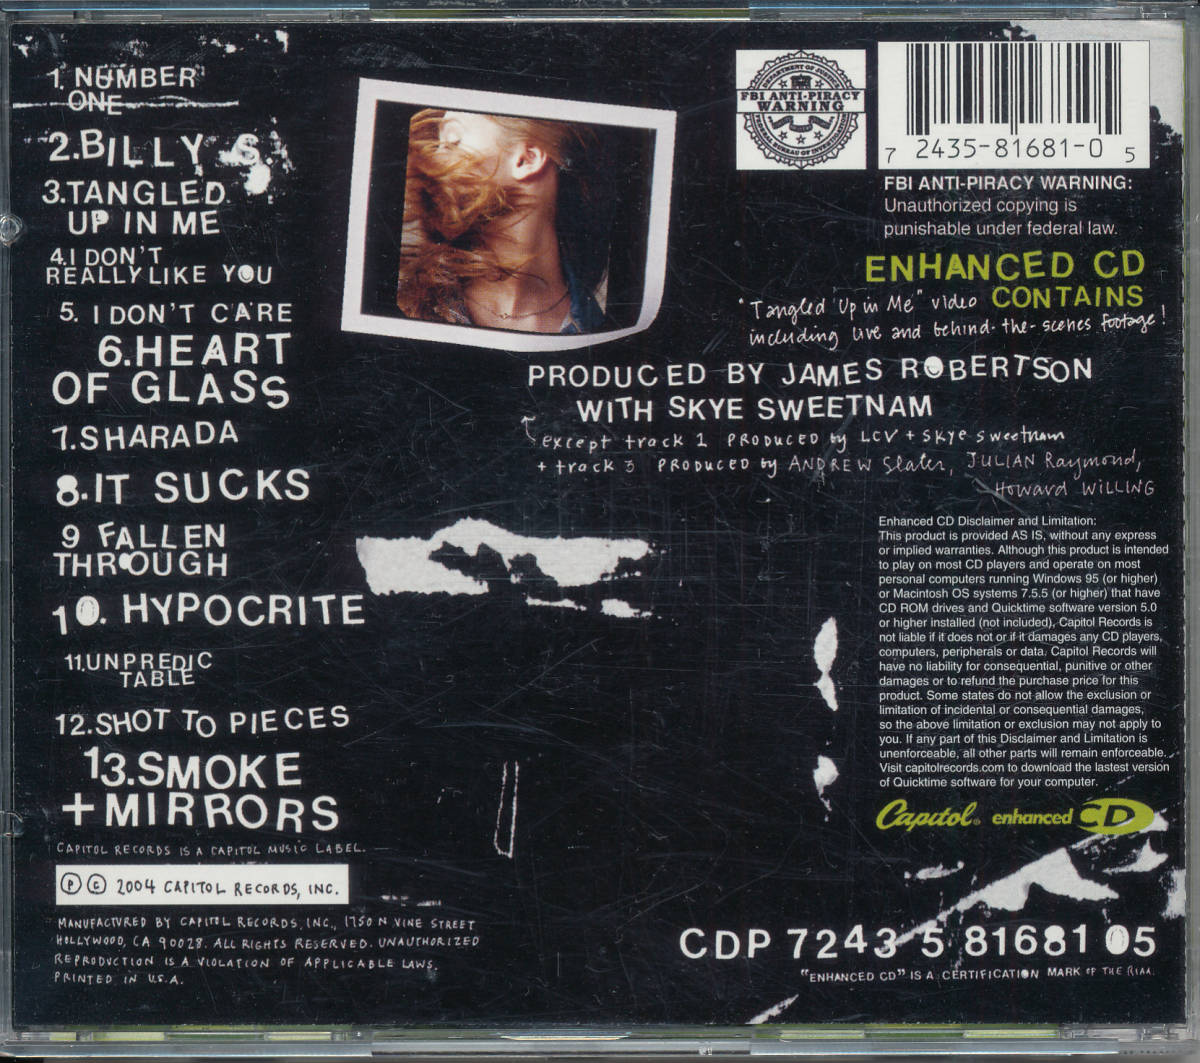 1. NUMBER
ONE
2. BILLY S.
3. TANGLED
UP IN ME
4. I DON'T
REALLY LIKE YOU
5. I DON'T CARE
6. HEART
OF GLASS
7. SHARADA
8. IT SUCKS
9 FALLEN
THROUGH
10. HYPOCRITE
11. UNPREDIC
TABLE
12. SHOT TO PIECES
13. SMOKE
+ MIRRORS
CAPITOL RECORDS IS A CAPITOL MUSIC LABEL.
℗ © 2004 CAPITOL RECORDS, INC.
MANUFACTURED BY CAPITOL RECORDS, INC., 1750 N VINE STREET
HOLLYWOOD, CA 90028. ALL RIGHTS RESERVED. UNAUTHORIZED
REPRODUCTION IS A VIOLATION OF APPLICABLE LAWS.
PRINTED IN U.S.A.
DEPARTMENT OF JUSTICE
FBI ANTI-PIRACY
WARNING
FEDERAL BUREAU OF INVESTIGATION
7 2435-81681-0 5
FBI ANTI-PIRACY WARNING:
Unauthorized copying is
punishable under federal law.
ENHANCED CD
CONTAINS
"Tangled Up in Me" video
including live and behind-the-scenes footage!
PRODUCED BY JAMES ROBERTSON
WITH SKYE SWEETNAM
except track 1 PRODUCED by LCV + Skye Sweetnam
+ track 3 PRODUCED by ANDREW Slater, JULIAN Raymond,
Howard WILLING
Enhanced CD Disclaimer and Limitation:
This product is provided AS IS, without any express
or implied warranties. Although this product is intended
to play on most CD players and operate on most
personal computers running Windows 95 (or higher)
or Macintosh OS systems 7.5.5 (or higher) that have
CD ROM drives and Quicktime software version 5.0
or higher installed (not included), Capitol Records is
not liable if it does not or if it damages any CD players,
computers, peripherals or data. Capitol Records will
have no liability for consequential, punitive or other
damages or to refund the purchase price for this
product. Some states do not allow the exclusion or
limitation of incidental or consequential damages,
so the above limitation or exclusion may not apply to
you. If any part of this Disclaimer and Limitation is
unenforceable, all other parts will remain enforceable.
Visit capitolrecords.com to download the lastest version
of Quicktime software for your computer.
Capitol® enhanced CD
CDP 7243 5 81681 05
"ENHANCED CD" IS A CERTIFICATION MARK OF THE RIAA.